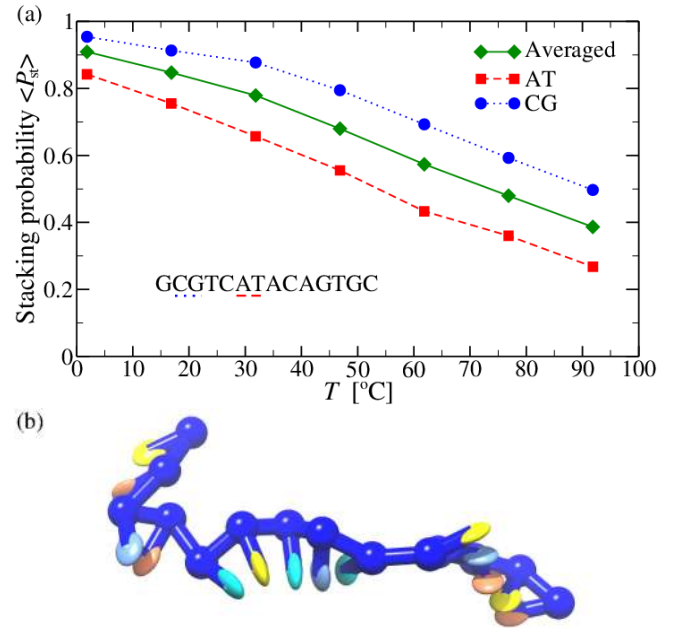 (a)
1
0.8
0.6
0.4
0.2
0
Stacking probability <Pst>
Averaged
AT
CG
GCGTCATACAGTGC
0 10 20 30 40 50 60 70 80 90 100
T [°C]
(b)